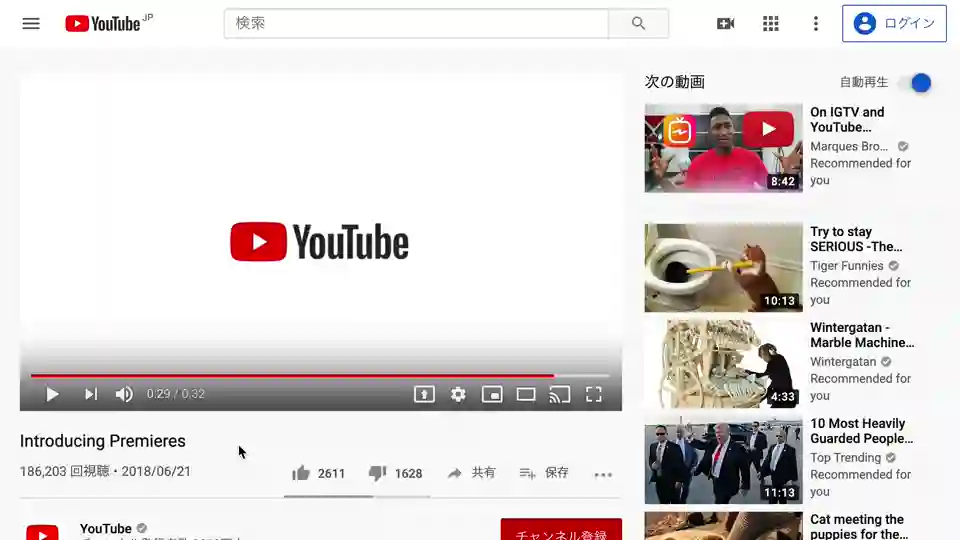 YouTube JP
検索
ログイン
YouTube
0:29 / 0:32
Introducing Premieres
186,203 回視聴・2018/06/21
2611
1628
共有
保存
YouTube
チャンネル登録
次の動画
自動再生
8:42
On IGTV and
YouTube…
Marques Bro…
Recommended for
you
10:13
Try to stay
SERIOUS -The…
Tiger Funnies
Recommended for
you
4:33
Wintergatan -
Marble Machine…
Wintergatan
Recommended for
you
11:13
10 Most Heavily
Guarded People…
Top Trending
Recommended for
you
Cat meeting the
puppies for the…